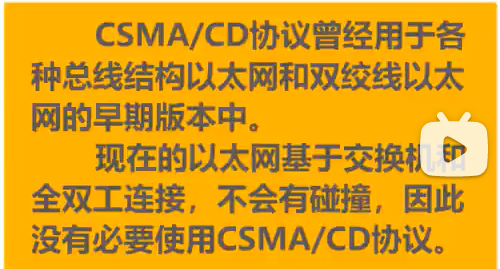 CSMA/CD协议曾经用于各
种总线结构以太网和双绞线以太
网的早期版本中。
现在的以太网基于交换机和
全双工连接，不会有碰撞，因此
没有必要使用CSMA/CD协议。